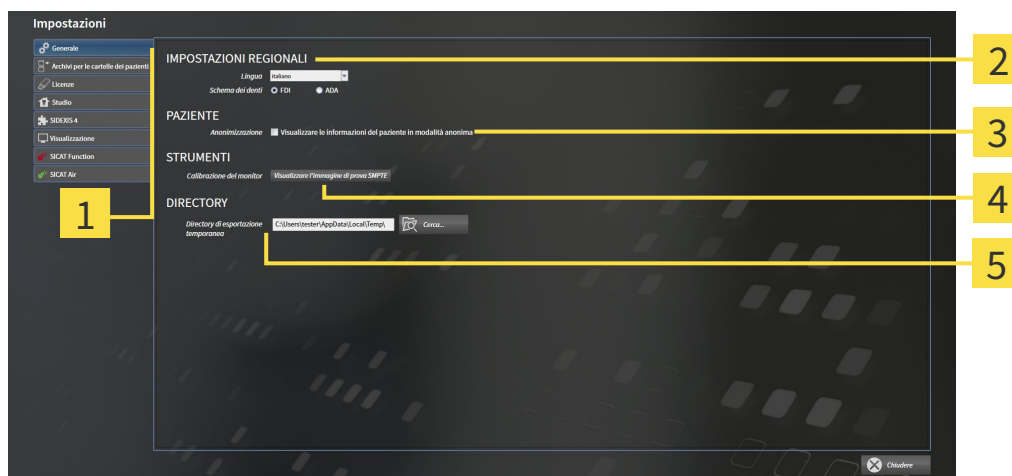 Impostazioni
Generale
Archivi per le cartelle dei pazienti
Licenze
Studio
SIDEXIS 4
Visualizzazione
SICAT Function
SICAT Air
1
IMPOSTAZIONI REGIONALI
2
Lingua italiano
Schema dei denti FDI ADA
PAZIENTE
Anonimizzazione Visualizzare le informazioni del paziente in modalità anonima
3
STRUMENTI
Calibrazione del monitor Visualizzare l'immagine di prova SMPTE
4
DIRECTORY
Directory di esportazione temporanea C:\Users\tester\AppData\Local\Temp\ Cerca...
5
Chiudere